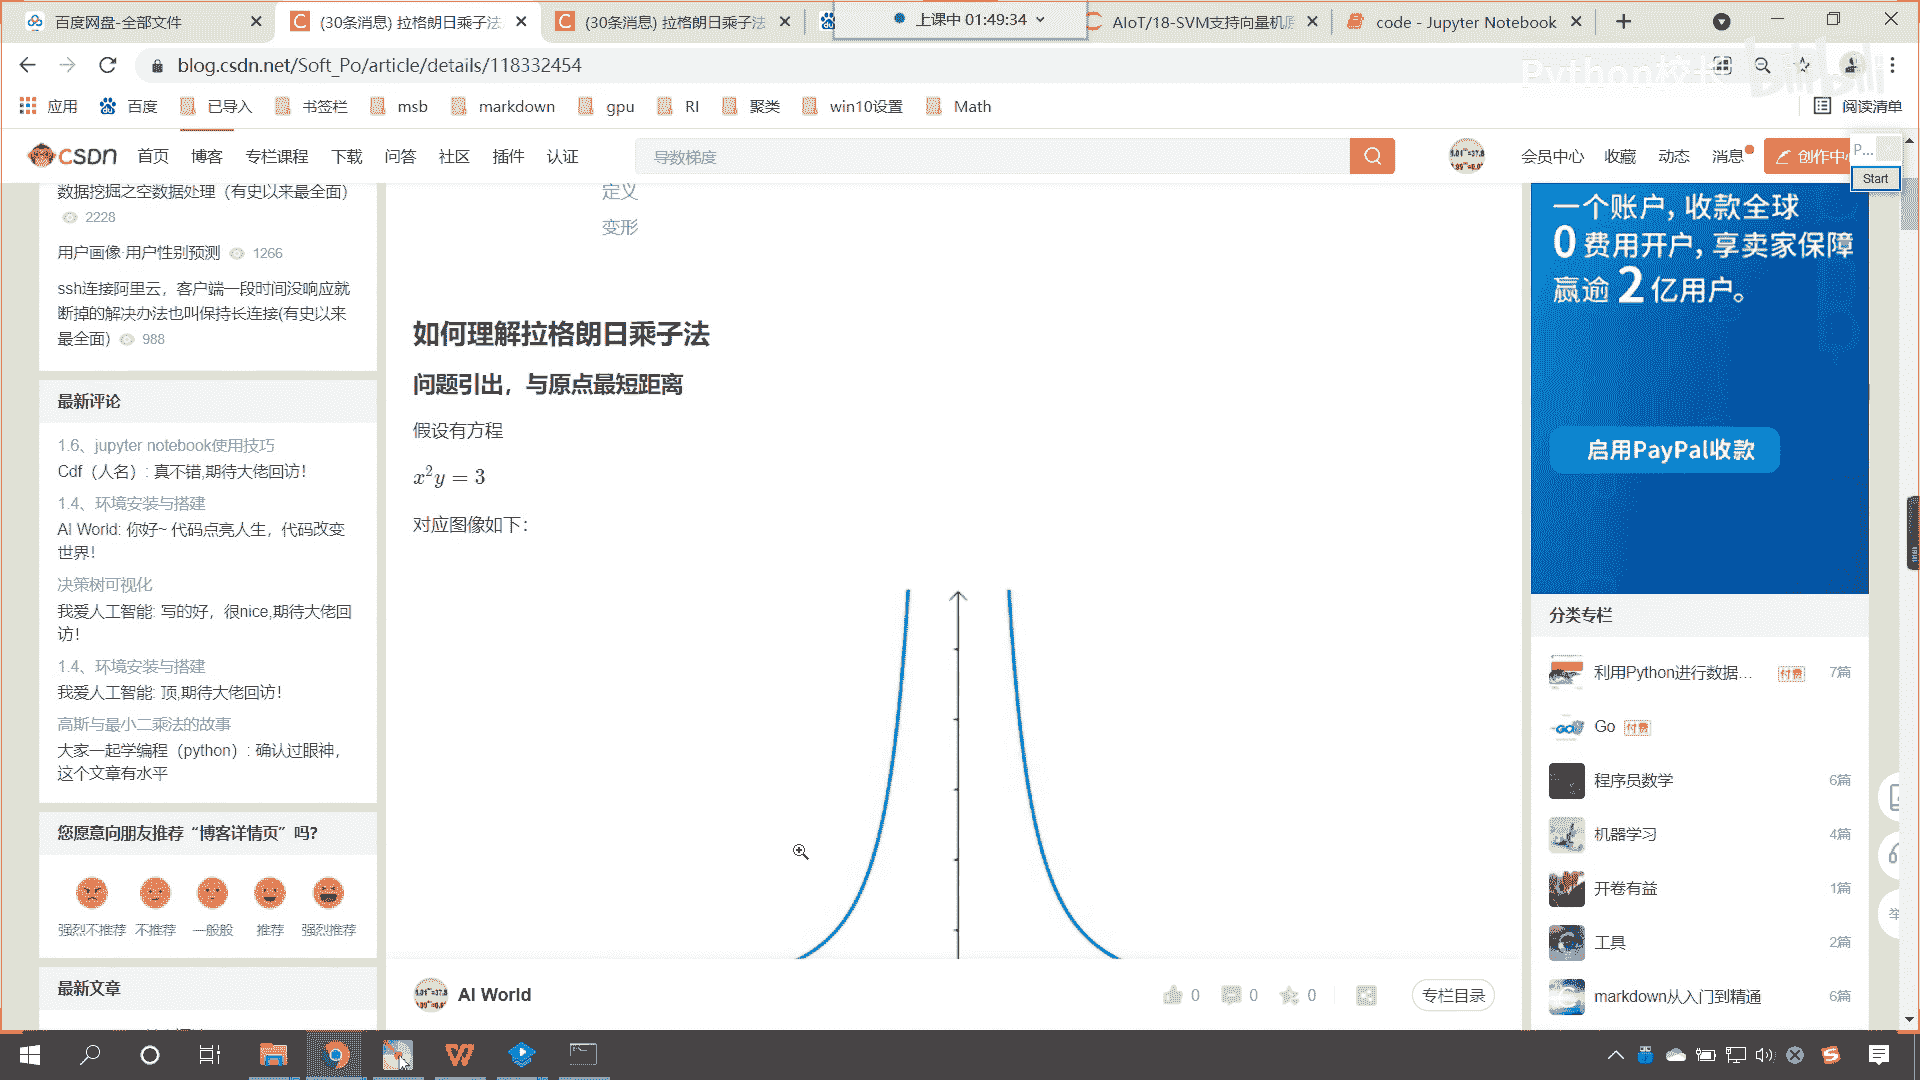 百度网盘-全部文件
(30条消息) 拉格朗日乘子法
(30条消息) 拉格朗日乘子法
上课中 01:49:34
AIoT/18-SVM支持向量机
code - Jupyter Notebook
blog.csdn.net/Soft_Po/article/details/118332454
Python校长
bilibili
应用
百度
已导入
书签栏
msb
markdown
gpu
RI
聚类
win10设置
Math
阅读清单
CSDN
首页
博客
专栏课程
下载
问答
社区
插件
认证
导数梯度
会员中心
收藏
动态
消息
创作中心
P...
Start
数据挖掘之空数据处理（有史以来最全面）
2228
用户画像·用户性别预测
1266
ssh连接阿里云，客户端一段时间没响应就
断掉的解决办法也叫保持长连接(有史以来
最全面)
988
最新评论
1.6、jupyter notebook使用技巧
Cdf（人名）: 真不错,期待大佬回访！
1.4、环境安装与搭建
AI World: 你好~ 代码点亮人生，代码改变
世界！
决策树可视化
我爱人工智能: 写的好，很nice,期待大佬回
访！
1.4、环境安装与搭建
我爱人工智能: 顶,期待大佬回访！
高斯与最小二乘法的故事
大家一起学编程（python）: 确认过眼神，
这个文章有水平
您愿意向朋友推荐“博客详情页”吗?
强烈不推荐
不推荐
一般般
推荐
强烈推荐
最新文章
定义
变形
如何理解拉格朗日乘子法
问题引出，与原点最短距离
假设有方程
x²y = 3
对应图像如下：
AI World
0
0
0
专栏目录
一个账户, 收款全球
0 费用开户, 享卖家保障
赢逾 2 亿用户。
启用PayPal收款
分类专栏
利用Python进行数据...
付费
7篇
Go
付费
程序员数学
6篇
机器学习
4篇
开卷有益
1篇
工具
2篇
markdown从入门到精通
6篇